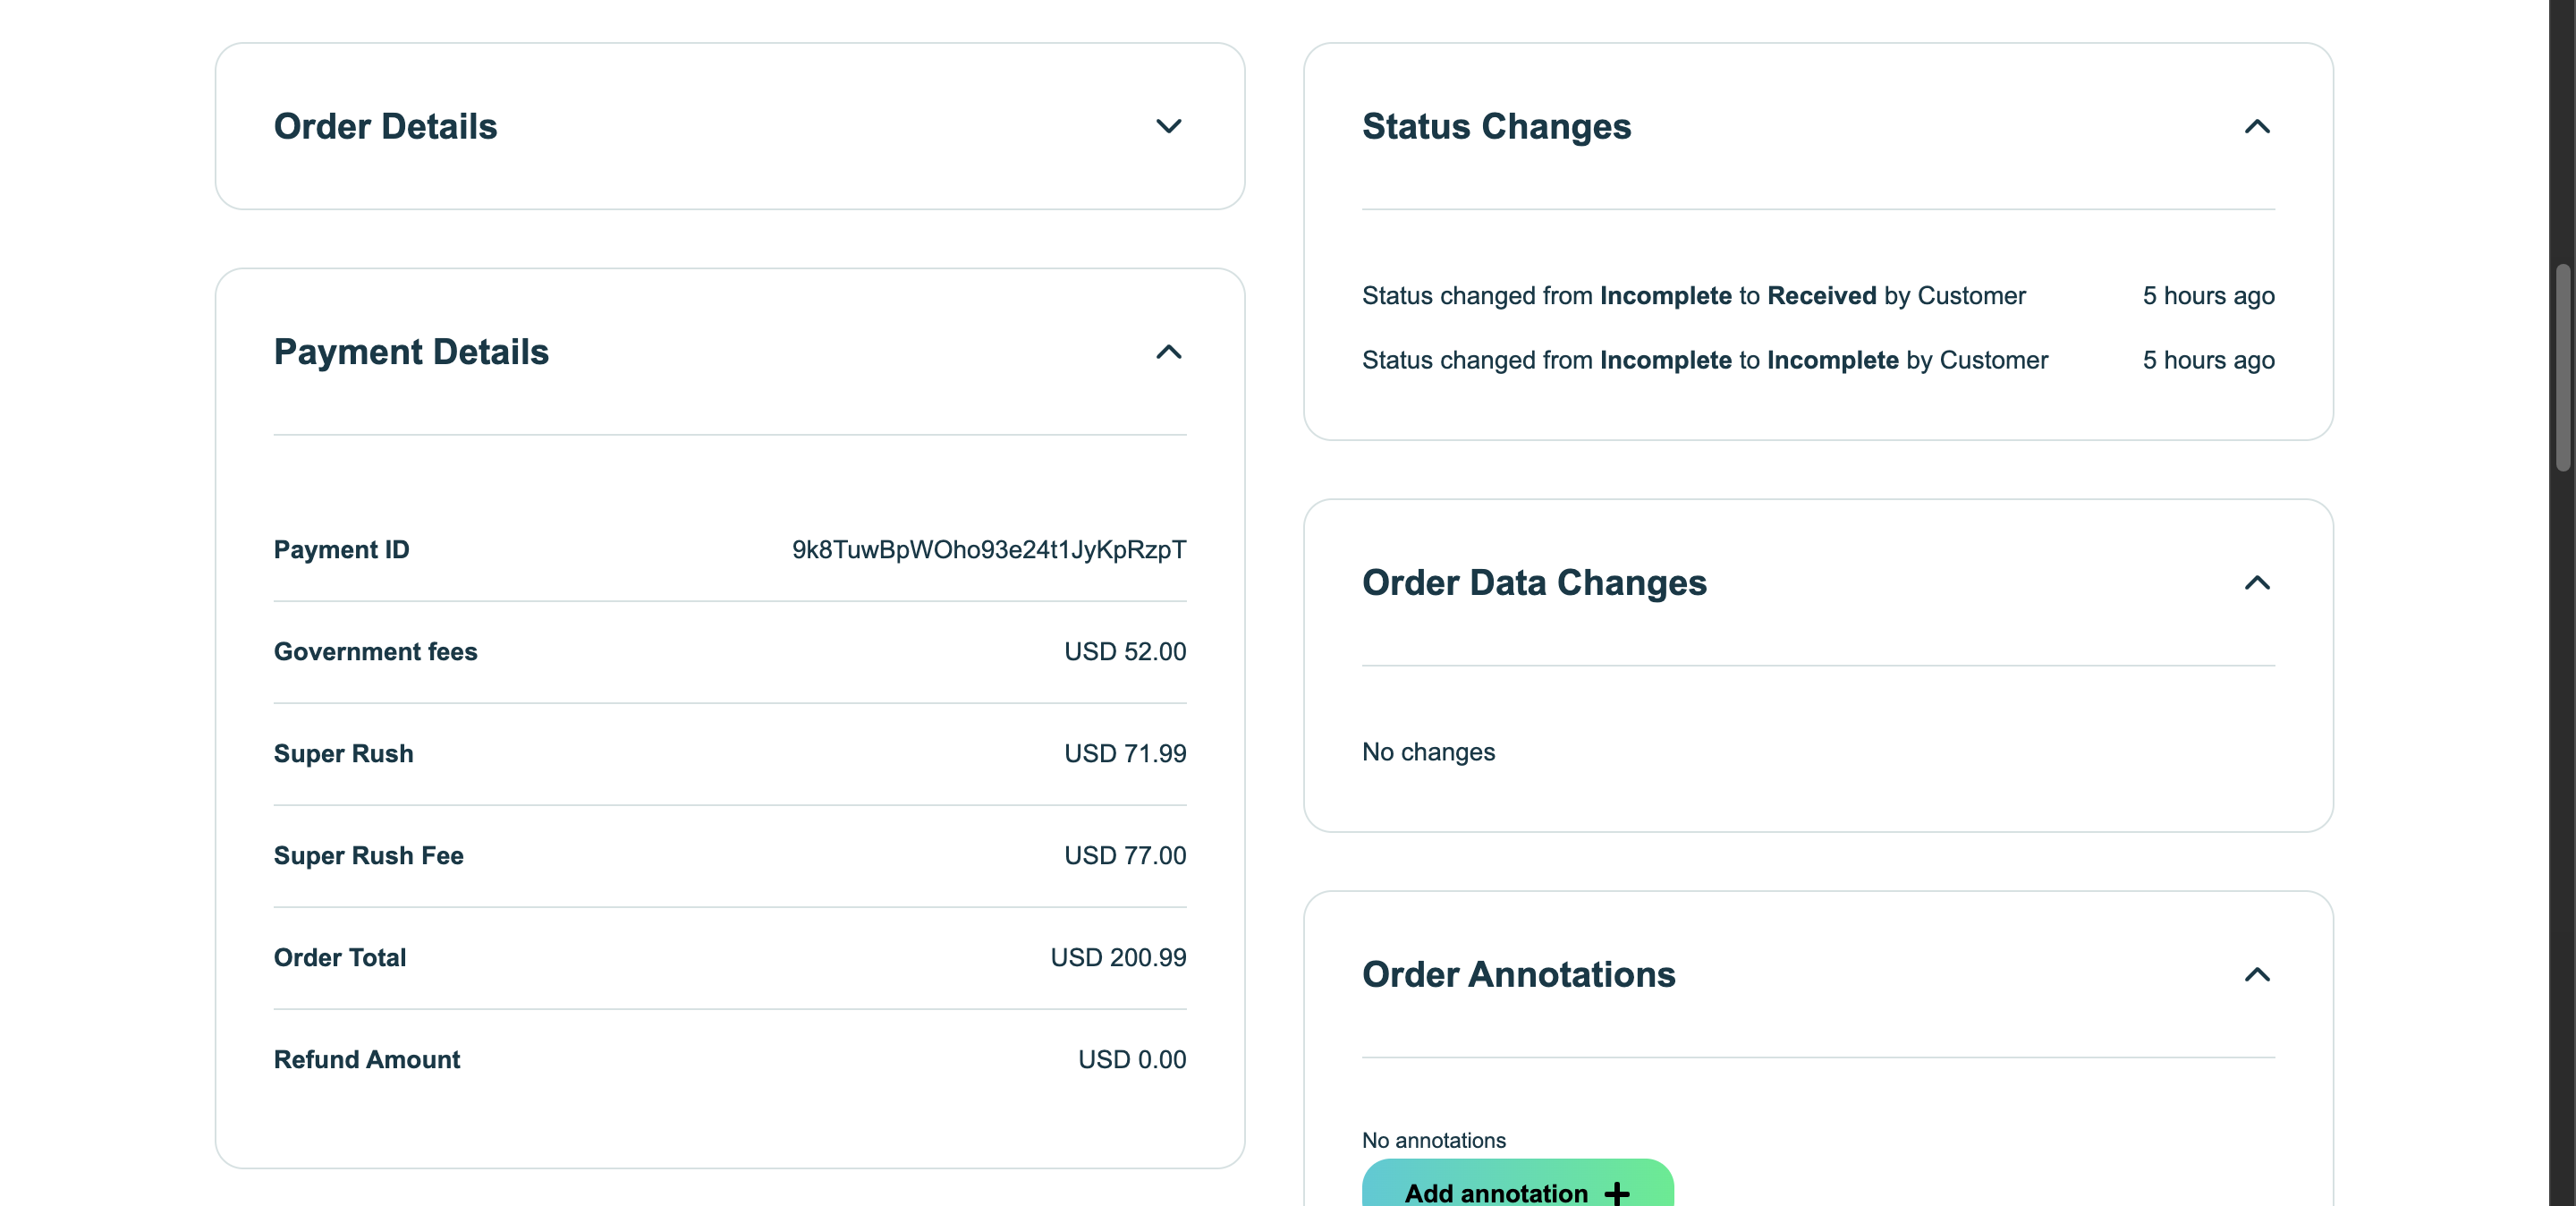 Order Details
Payment Details
Payment ID 9k8TuwBpWOho93e24t1JyKpRzpT
Government fees USD 52.00
Super Rush USD 71.99
Super Rush Fee USD 77.00
Order Total USD 200.99
Refund Amount USD 0.00
Status Changes
Status changed from Incomplete to Received by Customer 5 hours ago
Status changed from Incomplete to Incomplete by Customer 5 hours ago
Order Data Changes
No changes
Order Annotations
No annotations
Add annotation +